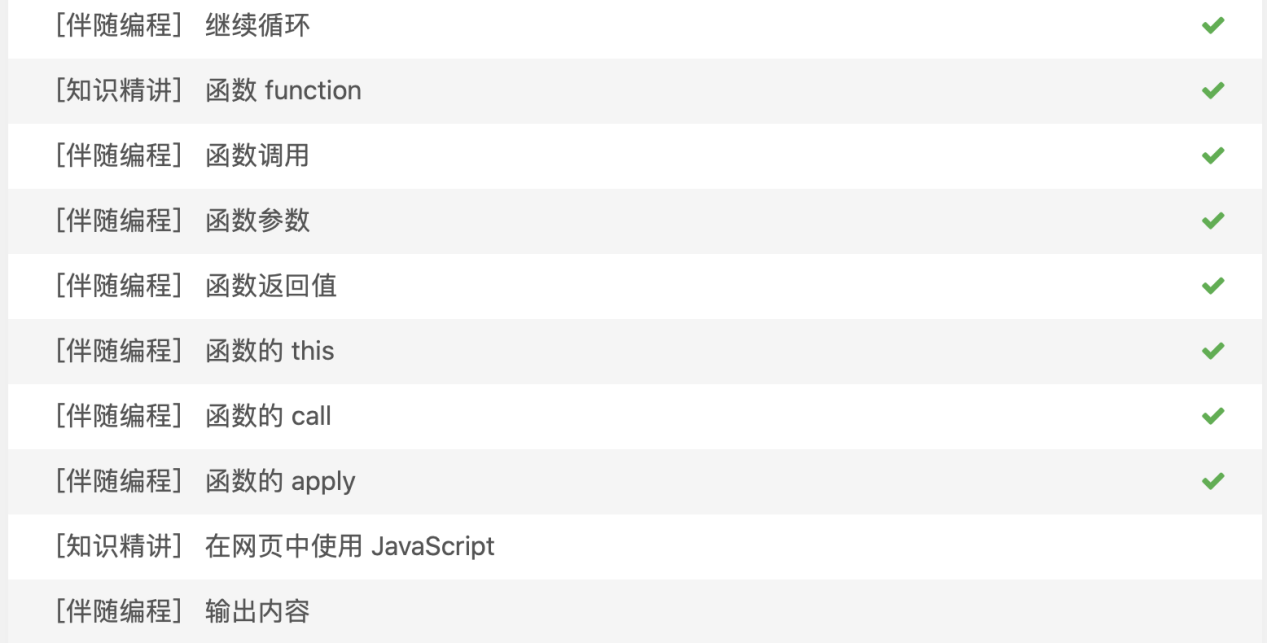 [伴随编程] 继续循环
[知识精讲] 函数 function
[伴随编程] 函数调用
[伴随编程] 函数参数
[伴随编程] 函数返回值
[伴随编程] 函数的 this
[伴随编程] 函数的 call
[伴随编程] 函数的 apply
[知识精讲] 在网页中使用 JavaScript
[伴随编程] 输出内容